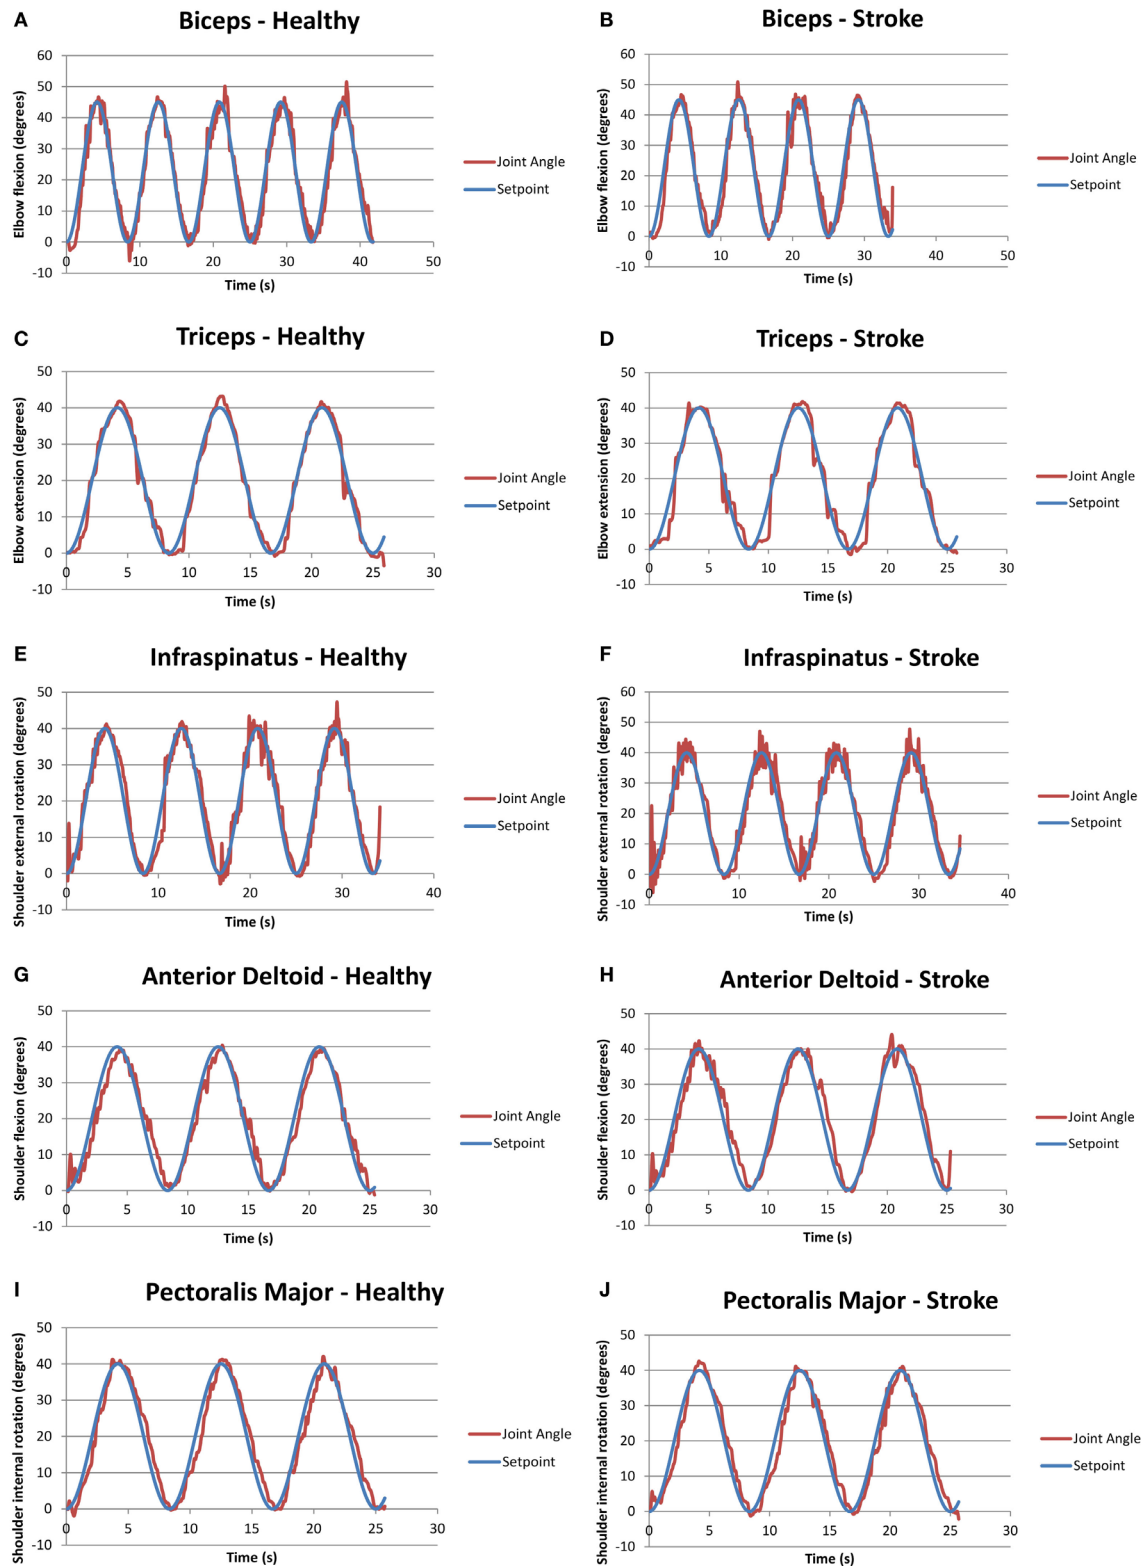 A
Biceps - Healthy
60
50
40
30
20
10
0
-10
0 10 20 30 40 50
Elbow flexion (degrees)
Time (s)
Joint Angle
Setpoint
B
Biceps - Stroke
60
50
40
30
20
10
0
-10
0 10 20 30 40 50
Elbow flexion (degrees)
Time (s)
Joint Angle
Setpoint
C
Triceps - Healthy
50
40
30
20
10
0
-10
0 5 10 15 20 25 30
Elbow extension (degrees)
Time (s)
Joint Angle
Setpoint
D
Triceps - Stroke
50
40
30
20
10
0
-10
0 5 10 15 20 25 30
Elbow extension (degrees)
Time (s)
Joint Angle
Setpoint
E
Infraspinatus - Healthy
50
40
30
20
10
0
-10
0 10 20 30 40
Shoulder external rotation (degrees)
Time (s)
Joint Angle
Setpoint
F
Infraspinatus - Stroke
60
50
40
30
20
10
0
-10
0 10 20 30 40
Shoulder external rotation (degrees)
Time (s)
Joint Angle
Setpoint
G
Anterior Deltoid - Healthy
50
40
30
20
10
0
-10
0 5 10 15 20 25 30
Shoulder flexion (degrees)
Time (s)
Joint Angle
Setpoint
H
Anterior Deltoid - Stroke
50
40
30
20
10
0
-10
0 5 10 15 20 25 30
Shoulder flexion (degrees)
Time (s)
Joint Angle
Setpoint
I
Pectoralis Major - Healthy
50
40
30
20
10
0
-10
0 5 10 15 20 25 30
Shoulder internal rotation (degrees)
Time (s)
Joint Angle
Setpoint
J
Pectoralis Major - Stroke
50
40
30
20
10
0
-10
0 5 10 15 20 25 30
Shoulder internal rotation (degrees)
Time (s)
Joint Angle
Setpoint